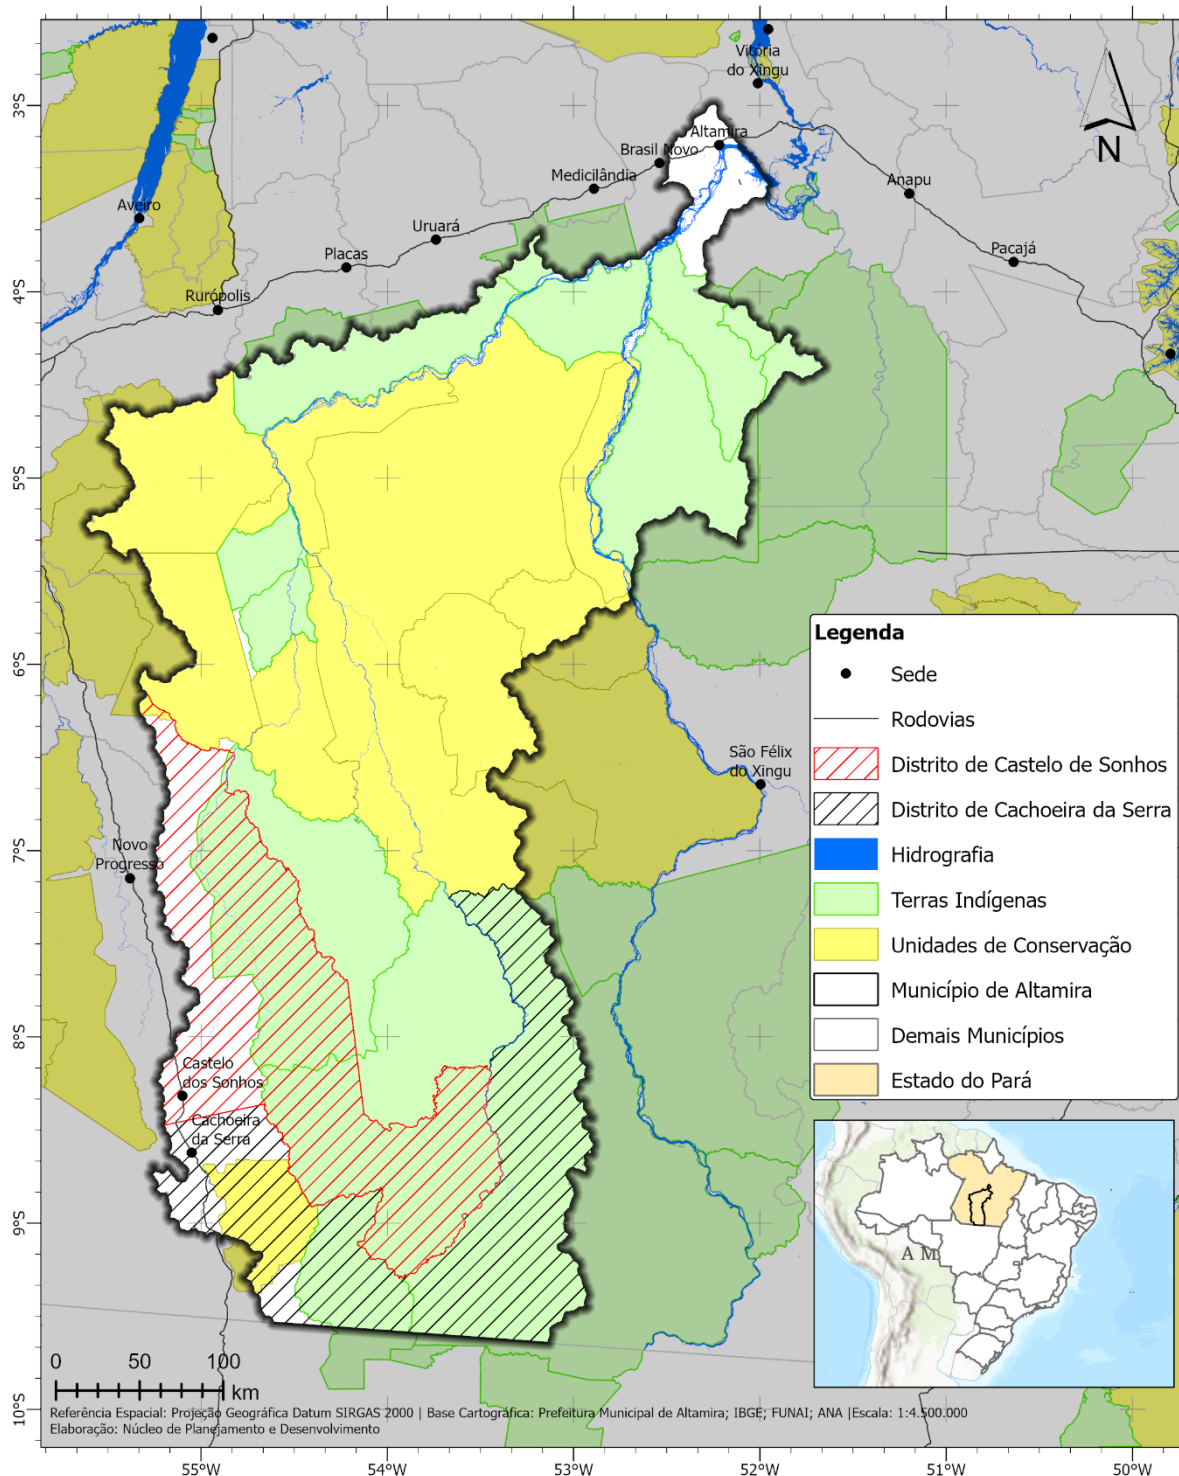 Vitória
do Xingu
3°S
Altamira
N
Brasil Novo
Medicilândia
Anapu
Aveiro
Uruará
Placas
Pacajá
4°S
Rurópolis
5°S
Legenda
Sede
Rodovias
Distrito de Castelo de Sonhos
Distrito de Cachoeira da Serra
Hidrografia
Terras Indígenas
Unidades de Conservação
Município de Altamira
Demais Municípios
Estado do Pará
6°S
São Félix
do Xingu
7°S
Novo
Progresso
8°S
Castelo
dos Sonhos
Cachoeira
da Serra
9°S
A M
0 50 100
km
10°S
Referência Espacial: Projeção Geográfica Datum SIRGAS 2000 | Base Cartográfica: Prefeitura Municipal de Altamira; IBGE; FUNAI; ANA |Escala: 1:4.500.000
Elaboração: Núcleo de Planejamento e Desenvolvimento
55°W 54°W 53°W 52°W 51°W 50°W